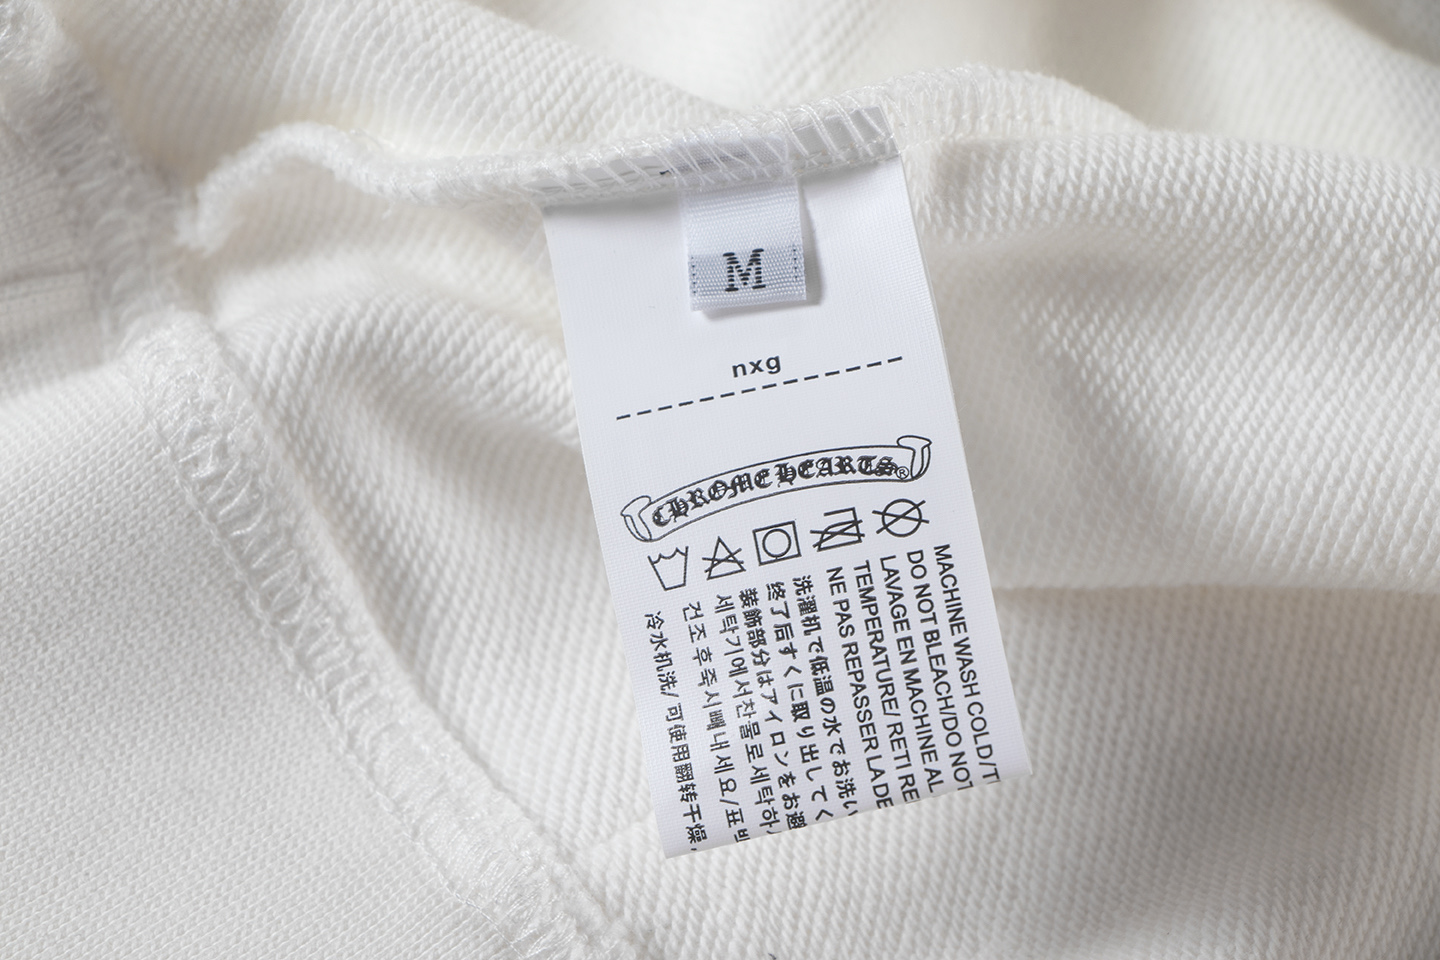 M
nxg
CHROME HEARTS®
MACHINE WASH COLD/
DO NOT BLEACH/DO NOT
LAVAGE EN MACHINE AL
TEMPERATURE/ RETI RE
NE PAS REPASSER LA DE
洗濯机で低温の水でお洗い
终了后すくに取り出してく
装飾部分はアイロンをお避
세탁기에서찬물로세탁하
건조후즉시빼내세요/표
冷水机洗/可使用翻转干燥,